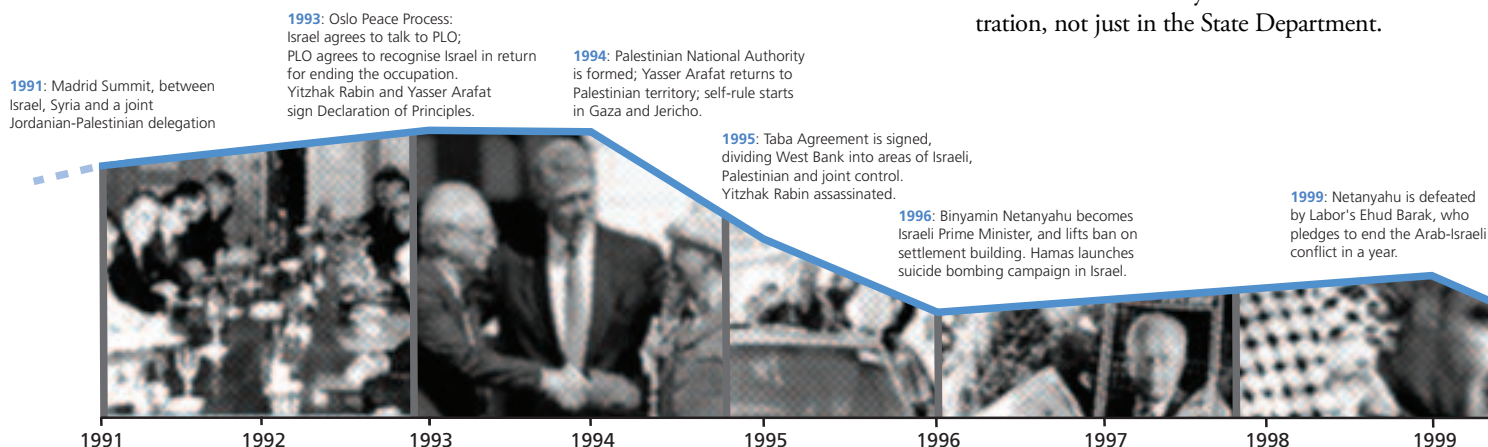 tration, not just in the State Department.
1991: Madrid Summit, between
Israel, Syria and a joint
Jordanian-Palestinian delegation
1993: Oslo Peace Process:
Israel agrees to talk to PLO;
PLO agrees to recognise Israel in return
for ending the occupation.
Yitzhak Rabin and Yasser Arafat
sign Declaration of Principles.
1994: Palestinian National Authority
is formed; Yasser Arafat returns to
Palestinian territory; self-rule starts
in Gaza and Jericho.
1995: Taba Agreement is signed,
dividing West Bank into areas of Israeli,
Palestinian and joint control.
Yitzhak Rabin assassinated.
1996: Binyamin Netanyahu becomes
Israeli Prime Minister, and lifts ban on
settlement building. Hamas launches
suicide bombing campaign in Israel.
1999: Netanyahu is defeated
by Labor's Ehud Barak, who
pledges to end the Arab-Israeli
conflict in a year.
1991 1992 1993 1994 1995 1996 1997 1998 1999